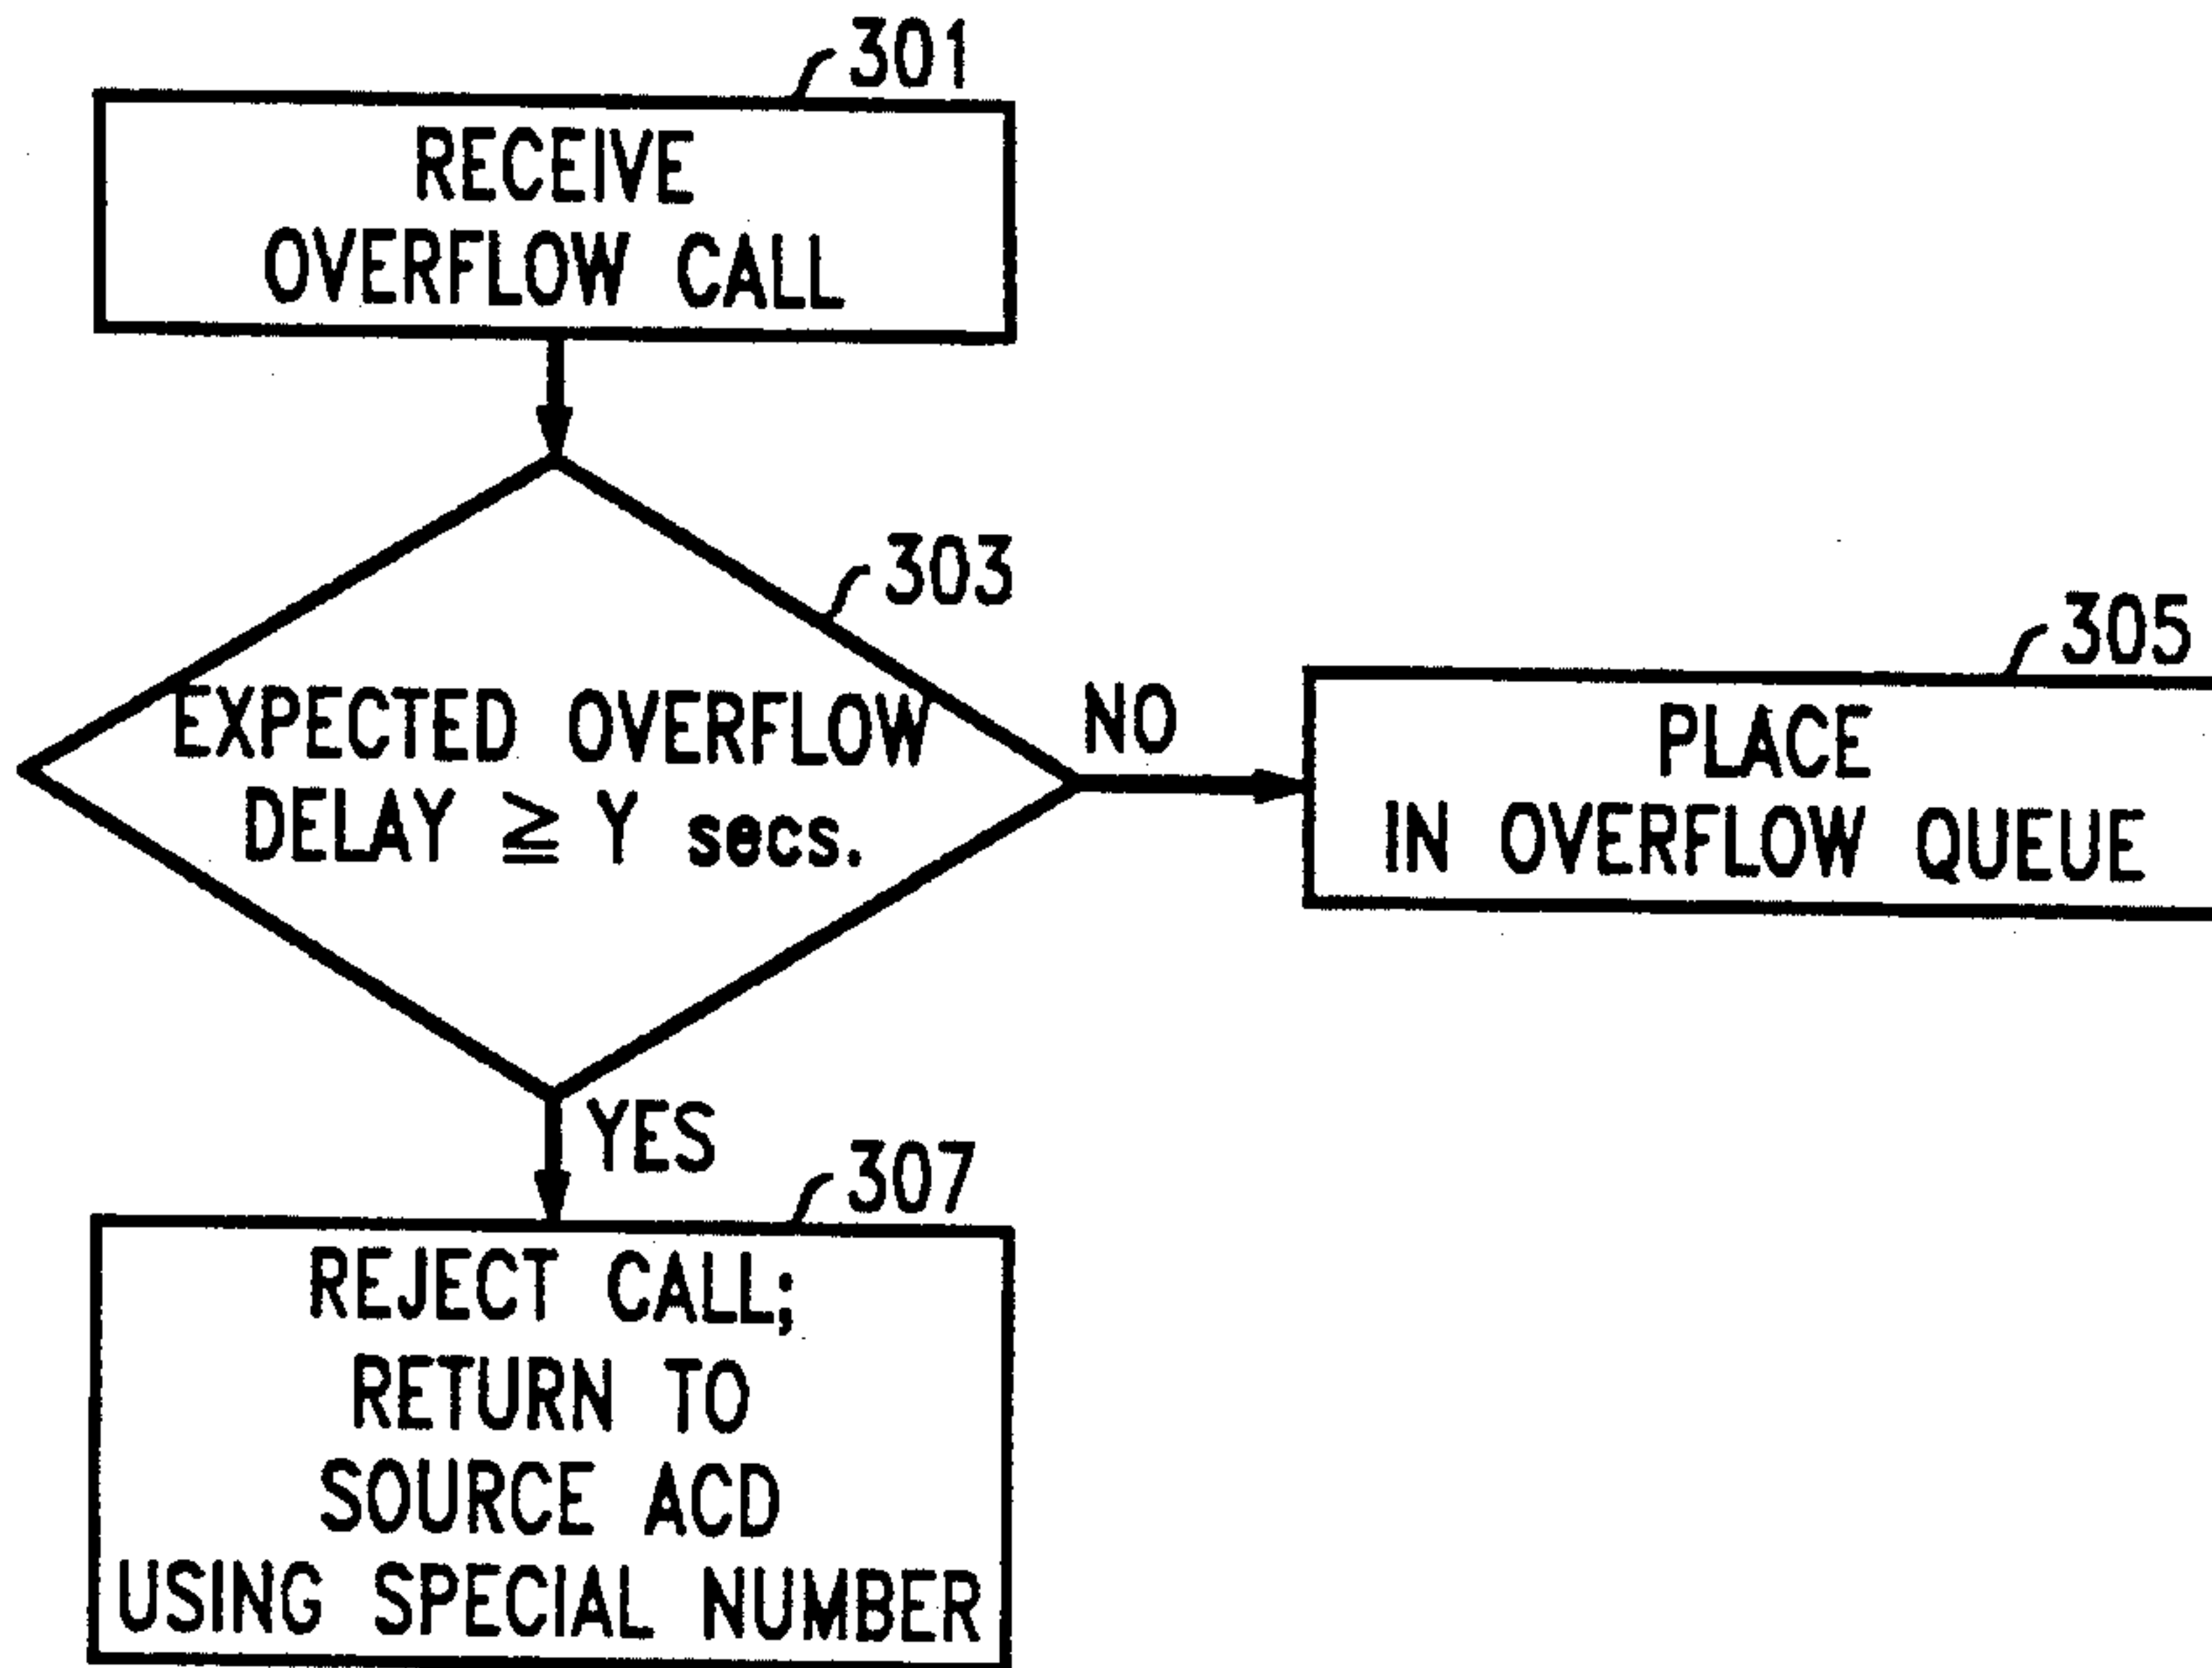 301
RECEIVE
OVERFLOW CALL
303
EXPECTED OVERFLOW
DELAY ≧ Y secs.
NO
305
PLACE
IN OVERFLOW QUEUE
YES
307
REJECT CALL;
RETURN TO
SOURCE ACD
USING SPECIAL NUMBER